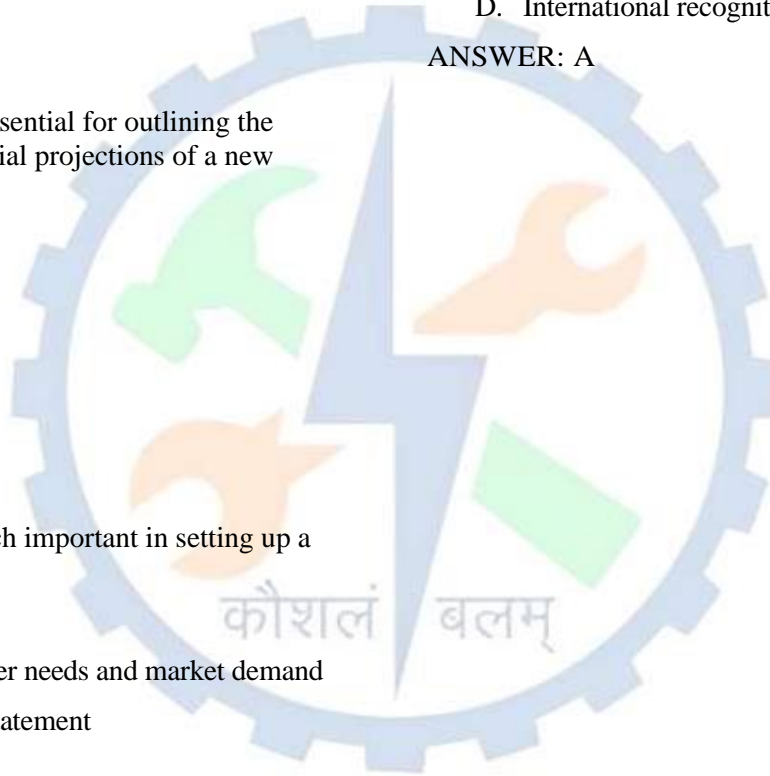 D. International recognit
ANSWER: A
sential for outlining the
ial projections of a new
ch important in setting up a
कौशलं बलम्
er needs and market demand
atement